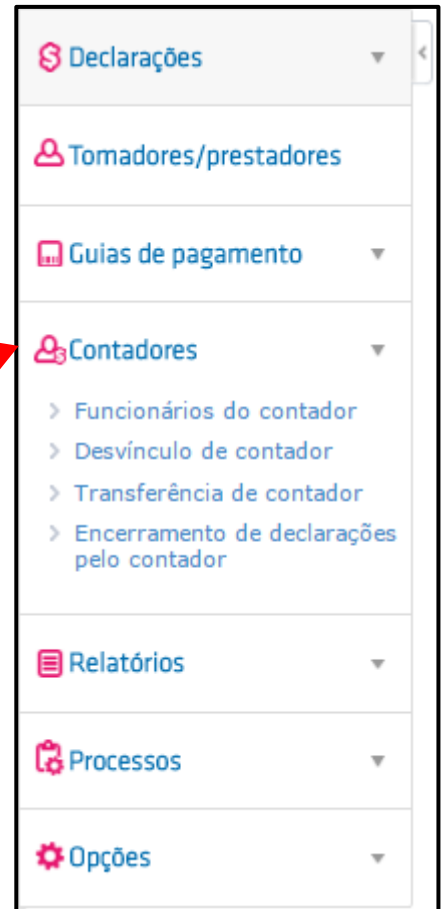 Declarações
Tomadores/prestadores
Guias de pagamento
Contadores
Funcionários do contador
Desvínculo de contador
Transferência de contador
Encerramento de declarações
pelo contador
Relatórios
Processos
Opções